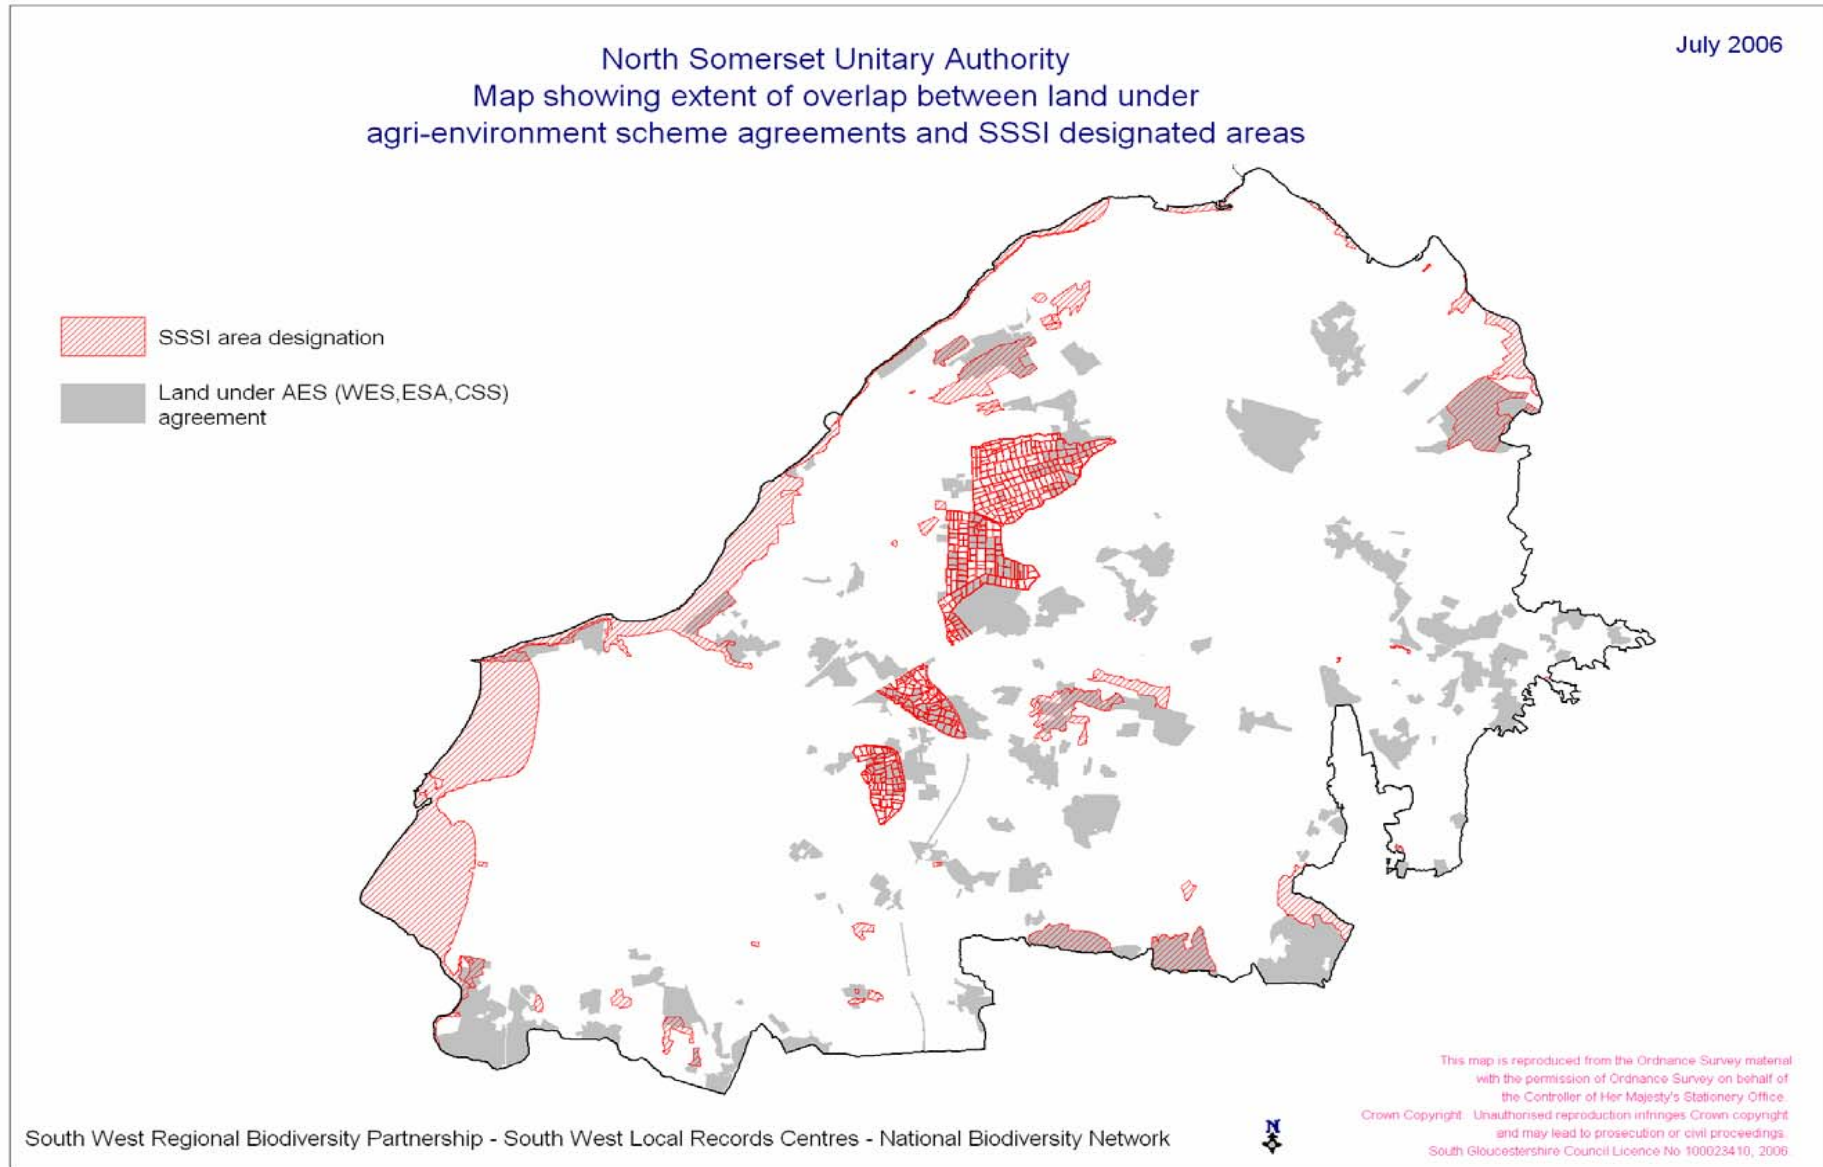 July 2006
North Somerset Unitary Authority
Map showing extent of overlap between land under
agri-environment scheme agreements and SSSI designated areas
SSSI area designation
Land under AES (WES,ESA,CSS)
agreement
This map is reproduced from the Ordnance Survey material
with the permission of Ordnance Survey on behalf of
the Controller of Her Majesty's Stationery Office.
Crown Copyright. Unauthorised reproduction infringes Crown copyright
and may lead to prosecution or civil proceedings.
South Gloucestershire Council Licence No 100023410, 2006.
South West Regional Biodiversity Partnership - South West Local Records Centres - National Biodiversity Network
N